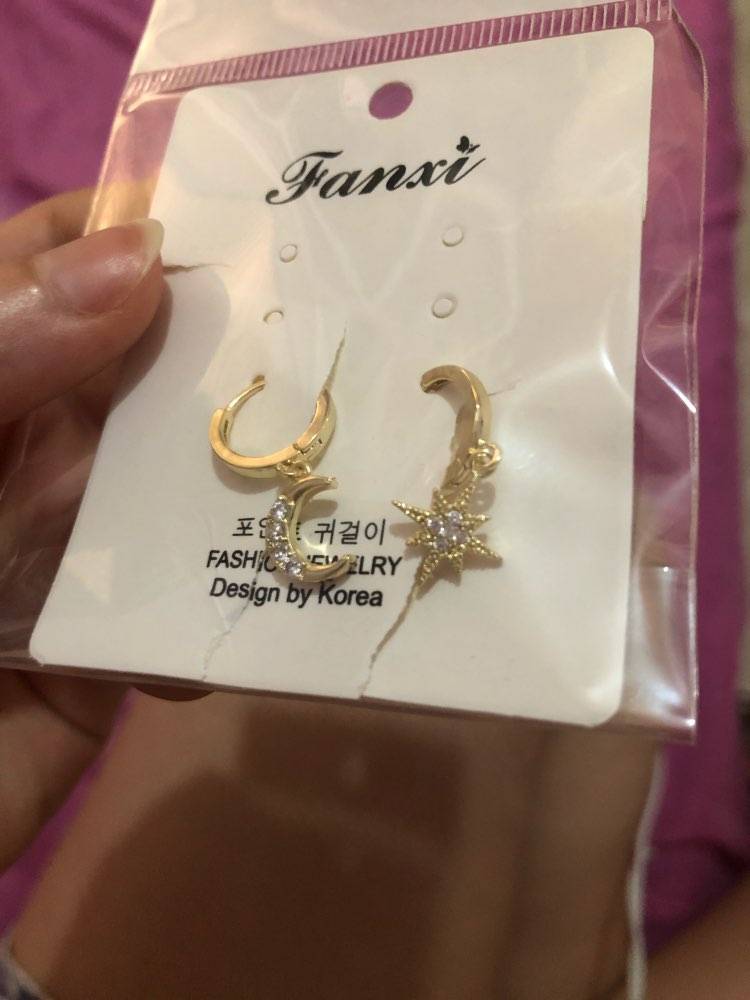 Fanxi
귀걸이
FASHION JEWELRY
Design by Korea